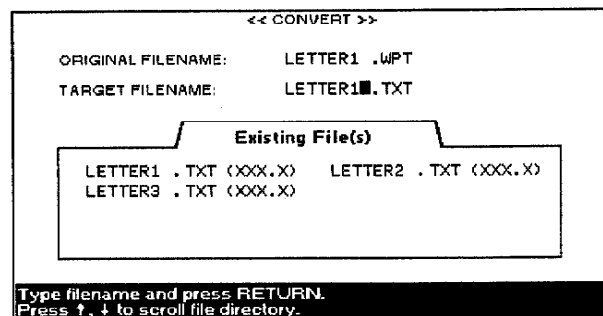 << CONVERT >>
ORIGINAL FILENAME: LETTER1 .WPT
TARGET FILENAME: LETTER1■.TXT
Existing File(s)
LETTER1 .TXT (XXX.X) LETTER2 .TXT (XXX.X)
LETTER3 .TXT (XXX.X)
Type filename and press RETURN.
Press ↑, ↓ to scroll file directory.